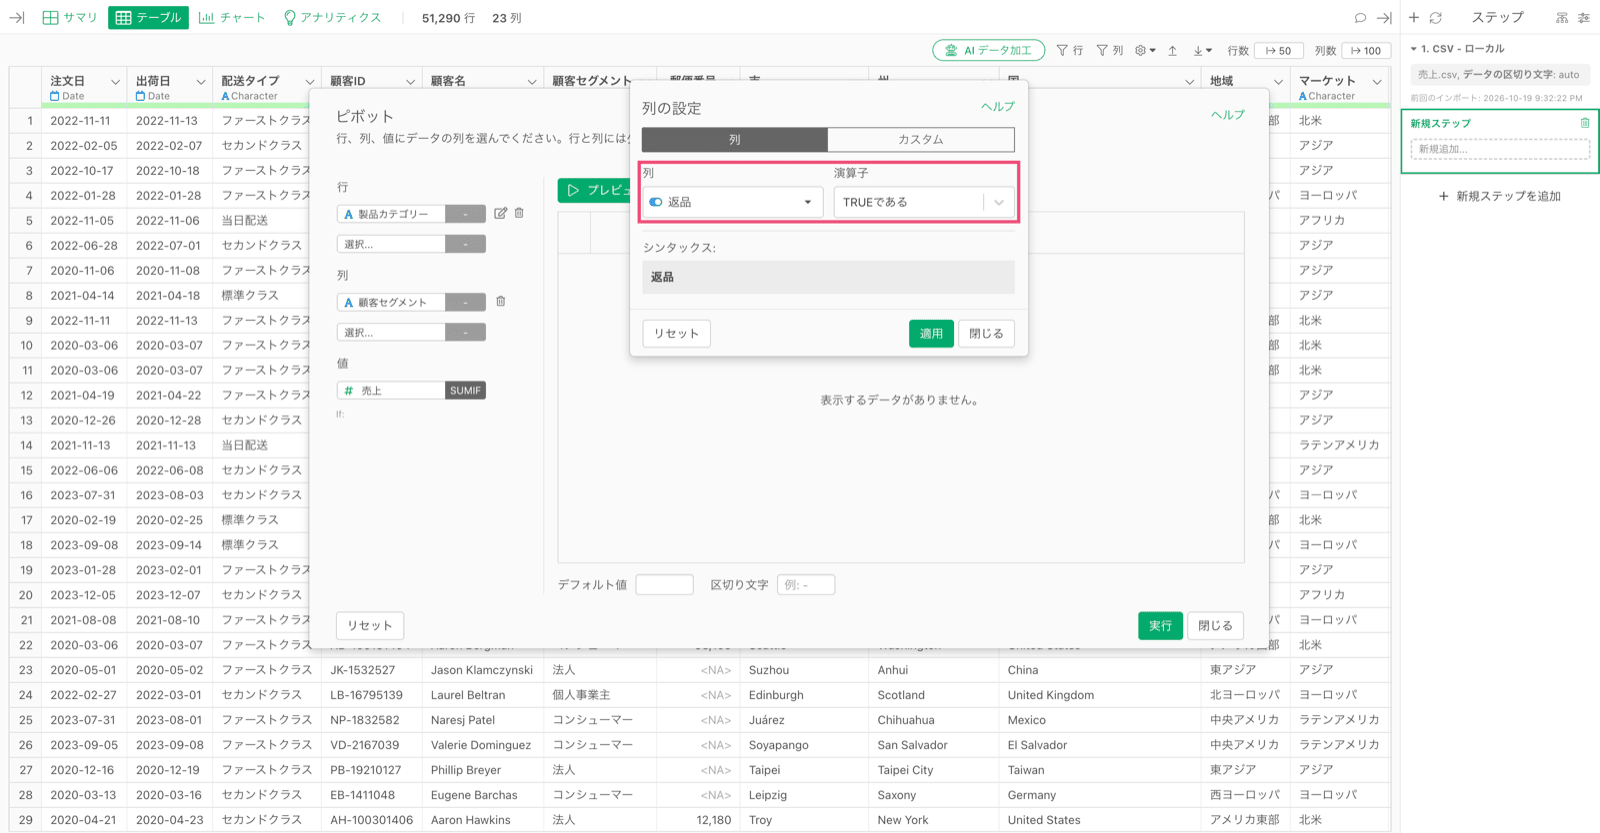 サマリ テーブル チャート アナリティクス 51,290 行 23 列 ステップ
AI データ加工 行 列 行数 50 列数 100
1. CSV - ローカル
売上.csv, データの区切り文字: auto
前回のインポート: 2026-10-19 9:32:22 PM
新規ステップ
新規追加...
新規ステップを追加
注文日 出荷日 配送タイプ 顧客ID 顧客名 顧客セグメント 地域 マーケット
Date Date Character Character
ピボット
行、列、値にデータの列を選んでください。行と列には
ヘルプ
行
製品カテゴリー -
選択... -
列
顧客セグメント -
選択... -
値
売上 SUMIF
If:
プレビュ
表示するデータがありません。
デフォルト値 区切り文字 例: -
リセット 実行 閉じる
列の設定 ヘルプ
列 カスタム
列 演算子
返品 TRUEである
シンタックス:
返品
リセット 適用 閉じる
1 2022-11-11 2022-11-13 ファーストクラス 部 北米
2 2022-02-05 2022-02-07 セカンドクラス アジア
3 2022-10-17 2022-10-18 ファーストクラス アジア
4 2022-01-28 2022-01-28 ファーストクラス パ ヨーロッパ
5 2022-11-05 2022-11-06 当日配送 アフリカ
6 2022-06-28 2022-07-01 セカンドクラス アジア
7 2020-11-06 2020-11-08 ファーストクラス アジア
8 2021-04-14 2021-04-18 標準クラス アジア
9 2022-11-11 2022-11-13 ファーストクラス 部 北米
10 2020-03-06 2020-03-07 ファーストクラス 部 北米
11 2020-03-06 2020-03-07 ファーストクラス 部 北米
12 2021-04-19 2021-04-22 ファーストクラス アジア
13 2020-12-26 2020-12-28 セカンドクラス アジア
14 2021-11-13 2021-11-13 当日配送 ラテンアメリカ
15 2022-06-06 2022-06-08 セカンドクラス アジア
16 2023-07-31 2023-08-03 セカンドクラス パ ヨーロッパ
17 2020-02-19 2020-02-25 標準クラス 部 北米
18 2023-09-08 2023-09-14 標準クラス パ ヨーロッパ
19 2023-01-28 2023-02-01 ファーストクラス アジア
20 2023-12-05 2023-12-07 セカンドクラス アフリカ
21 2021-08-08 2021-08-10 ファーストクラス パ ヨーロッパ
22 2020-03-06 2020-03-07 ファーストクラス 北米
23 2020-05-01 2020-05-02 ファーストクラス JK-1532527 Jason Klamczynski 法人 <NA> Suzhou Anhui China 東アジア アジア
24 2022-02-27 2022-03-01 セカンドクラス LB-16795139 Laurel Beltran 個人事業主 <NA> Edinburgh Scotland United Kingdom 北ヨーロッパ ヨーロッパ
25 2023-07-31 2023-08-01 ファーストクラス NP-1832582 Naresj Patel コンシューマー <NA> Juárez Chihuahua Mexico 中央アメリカ ラテンアメリカ
26 2023-09-05 2023-09-08 ファーストクラス VD-2167039 Valerie Dominguez コンシューマー <NA> Soyapango San Salvador El Salvador 中央アメリカ ラテンアメリカ
27 2020-12-16 2020-12-19 ファーストクラス PB-19210127 Phillip Breyer 法人 <NA> Taipei Taipei City Taiwan 東アジア アジア
28 2020-03-13 2020-03-16 セカンドクラス EB-1411048 Eugene Barchas コンシューマー <NA> Leipzig Saxony Germany 西ヨーロッパ ヨーロッパ
29 2020-04-21 2020-04-23 セカンドクラス AH-100301406 Aaron Hawkins 法人 12,180 Troy New York United States アメリカ東部 北米